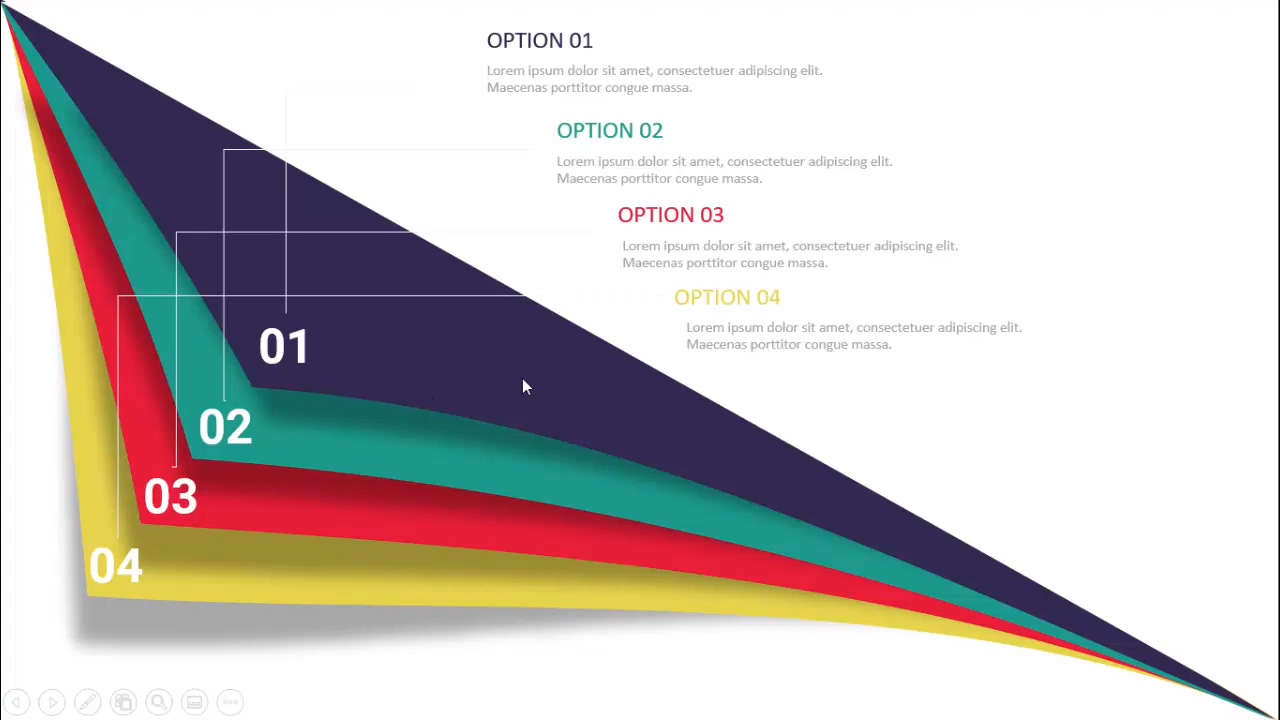 OPTION 01
Lorem ipsum dolor sit amet, consectetuer adipiscing elit.
Maecenas porttitor congue massa.
OPTION 02
Lorem ipsum dolor sit amet, consectetuer adipiscing elit.
Maecenas porttitor congue massa.
OPTION 03
Lorem ipsum dolor sit amet, consectetuer adipiscing elit.
Maecenas porttitor congue massa.
OPTION 04
Lorem ipsum dolor sit amet, consectetuer adipiscing elit.
Maecenas porttitor congue massa.
01
02
03
04